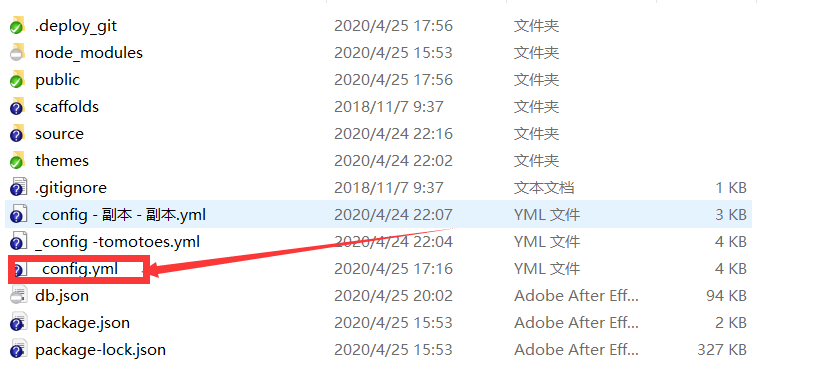 .deploy_git 2020/4/25 17:56 文件夹
node_modules 2020/4/25 15:53 文件夹
public 2020/4/25 17:56 文件夹
scaffolds 2018/11/7 9:37 文件夹
source 2020/4/24 22:16 文件夹
themes 2020/4/24 22:02 文件夹
.gitignore 2018/11/7 9:37 文本文档 1 KB
_config - 副本 - 副本.yml 2020/4/24 22:07 YML 文件 3 KB
_config -tomotoes.yml 2020/4/24 22:04 YML 文件 4 KB
_config.yml 2020/4/25 17:16 YML 文件 4 KB
db.json 2020/4/25 20:02 Adobe After Eff... 94 KB
package.json 2020/4/25 15:53 Adobe After Eff... 2 KB
package-lock.json 2020/4/25 15:53 Adobe After Eff... 327 KB